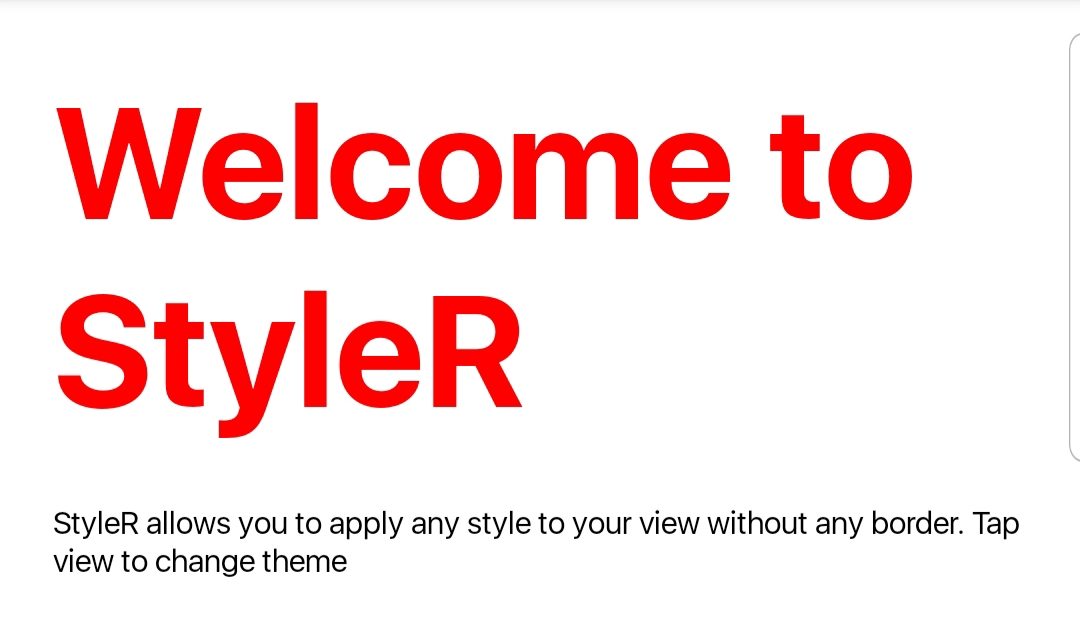 Welcome to
StyleR
StyleR allows you to apply any style to your view without any border. Tap
view to change theme